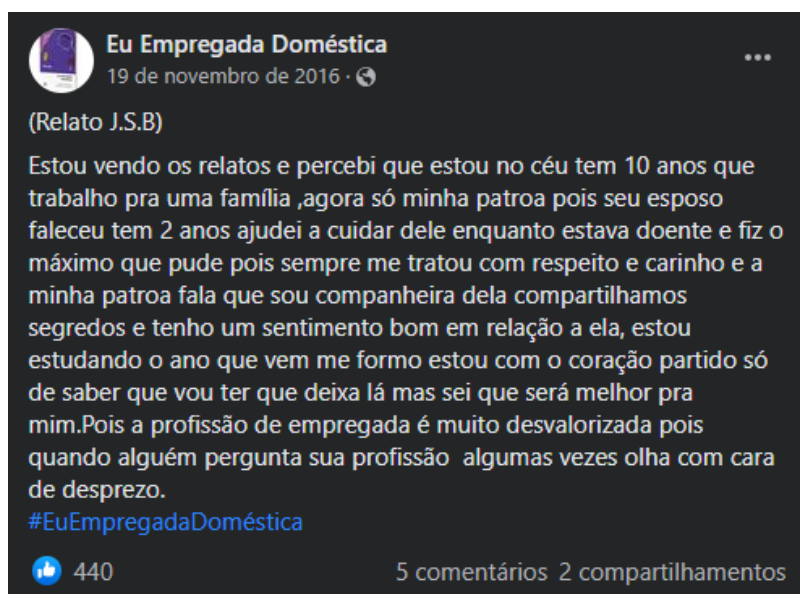 Eu Empregada Doméstica
19 de novembro de 2016 ·
(Relato J.S.B)
Estou vendo os relatos e percebi que estou no céu tem 10 anos que
trabalho pra uma família ,agora só minha patroa pois seu esposo
faleceu tem 2 anos ajudei a cuidar dele enquanto estava doente e fiz o
máximo que pude pois sempre me tratou com respeito e carinho e a
minha patroa fala que sou companheira dela compartilhamos
segredos e tenho um sentimento bom em relação a ela, estou
estudando o ano que vem me formo estou com o coração partido só
de saber que vou ter que deixa lá mas sei que será melhor pra
mim.Pois a profissão de empregada é muito desvalorizada pois
quando alguém pergunta sua profissão  algumas vezes olha com cara
de desprezo.
#EuEmpregadaDoméstica
440 5 comentários 2 compartilhamentos